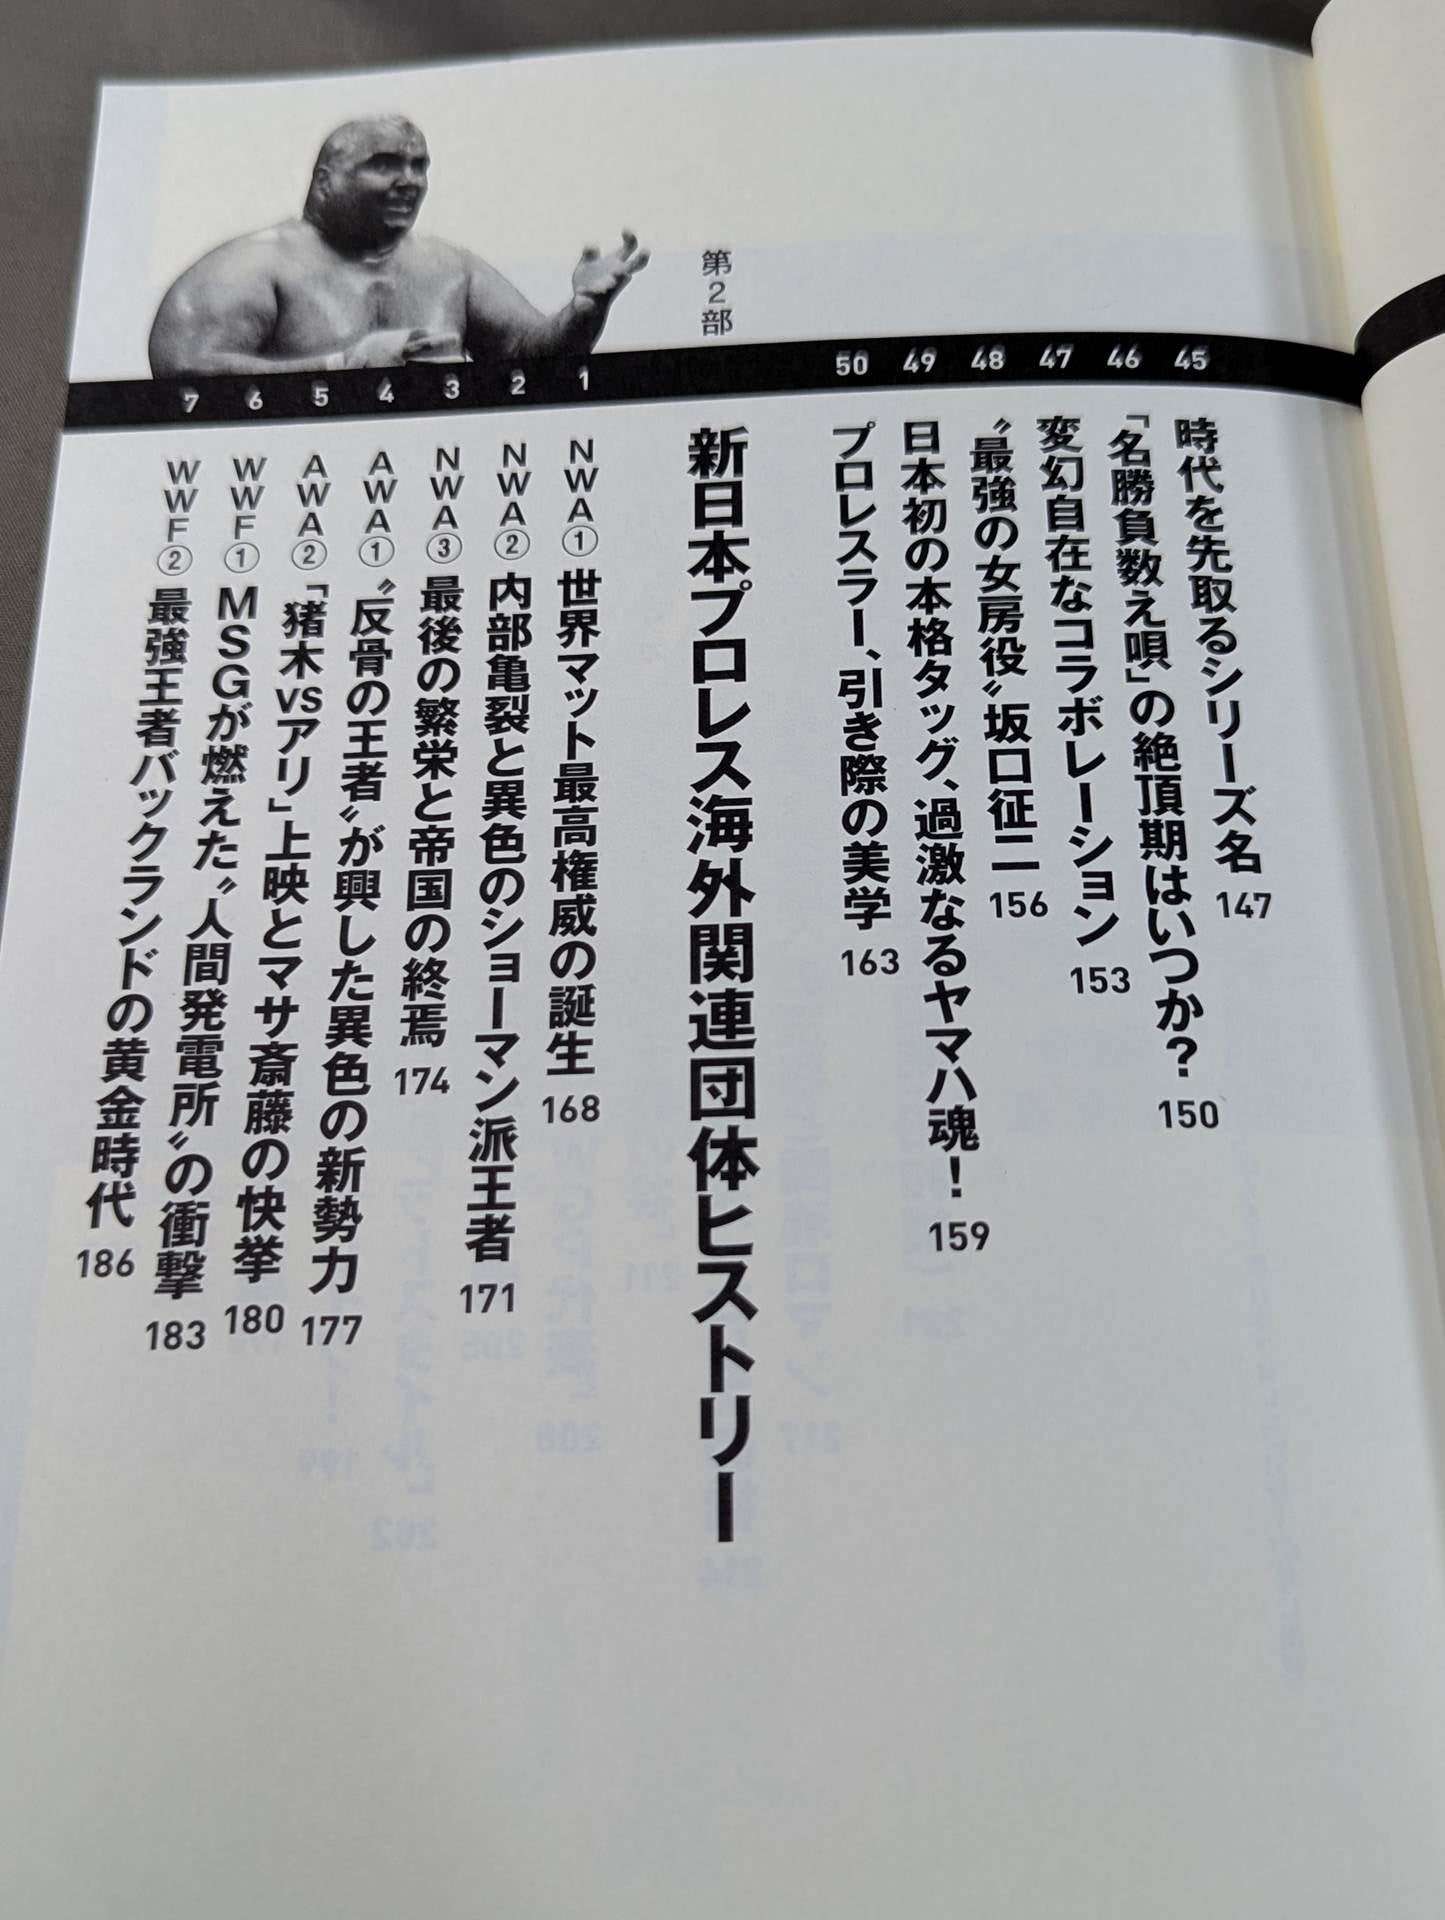 45 時代を先取るシリーズ名 147
46 「名勝負数え唄」の絶頂期はいつか? 150
47 変幻自在なコラボレーション 153
48 〝最強の女房役〟坂口征二 156
49 日本初の本格タッグ、過激なるヤマハ魂! 159
50 プロレスラー、引き際の美学 163
第2部
新日本プロレス海外関連団体ヒストリー
1 NWA① 世界マット最高権威の誕生 168
2 NWA② 内部亀裂と異色のショーマン派王者 171
3 NWA③ 最後の繁栄と帝国の終焉 174
4 AWA① 〝反骨の王者〟が興した異色の新勢力 177
5 AWA② 「猪木vsアリ」上映とマサ斎藤の快挙 180
6 WWF① MSGが燃えた〝人間発電所〟の衝撃 183
7 WWF② 最強王者バックランドの黄金時代 186